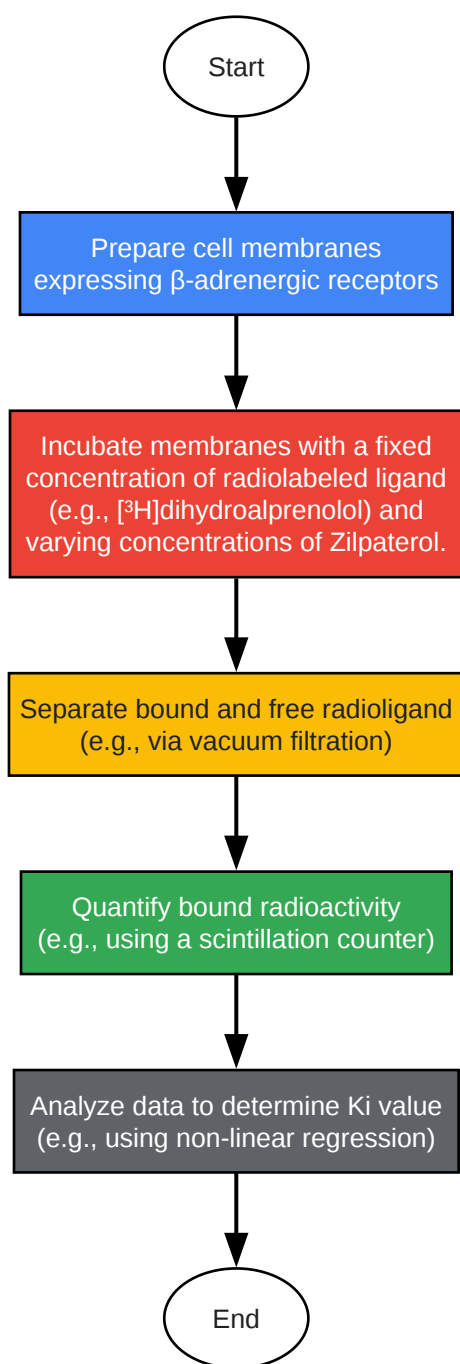 Start
Prepare cell membranes
expressing β-adrenergic receptors
Incubate membranes with a fixed
concentration of radiolabeled ligand
(e.g., [³H]dihydroalprenolol) and
varying concentrations of Zilpaterol.
Separate bound and free radioligand
(e.g., via vacuum filtration)
Quantify bound radioactivity
(e.g., using a scintillation counter)
Analyze data to determine Ki value
(e.g., using non-linear regression)
End